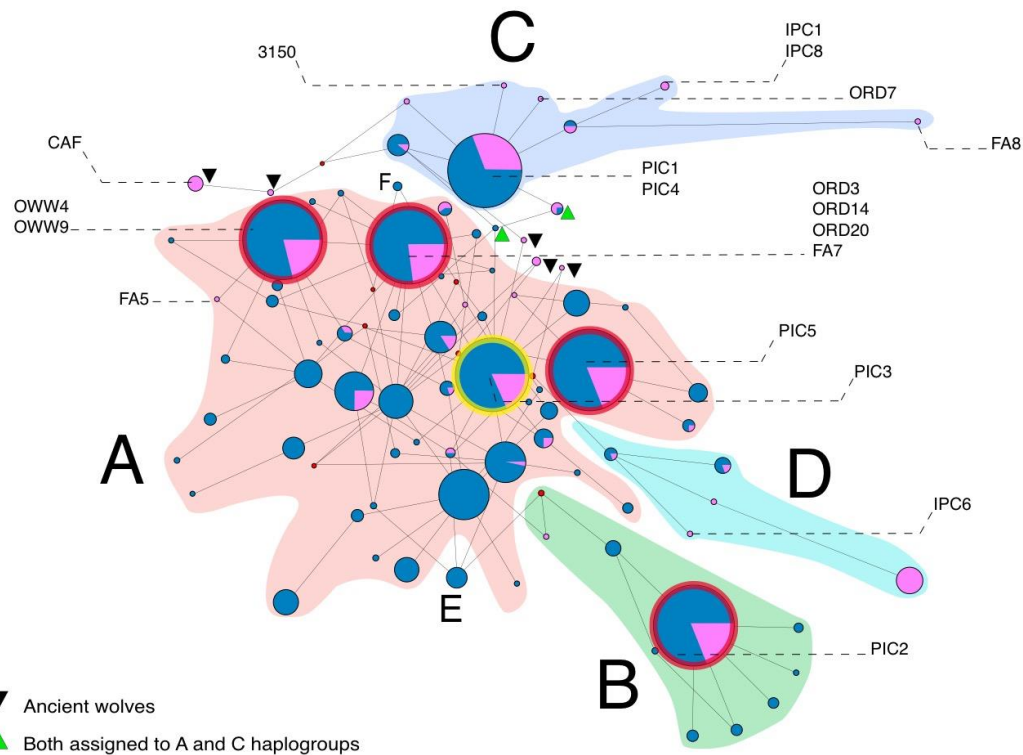 C
IPC1
IPC8
3150
ORD7
CAF
FA8
PIC1
PIC4
F
ORD3
ORD14
ORD20
FA7
OWW4
OWW9
FA5
PIC5
PIC3
A
D
IPC6
E
B
PIC2
Ancient wolves
Both assigned to A and C haplogroups